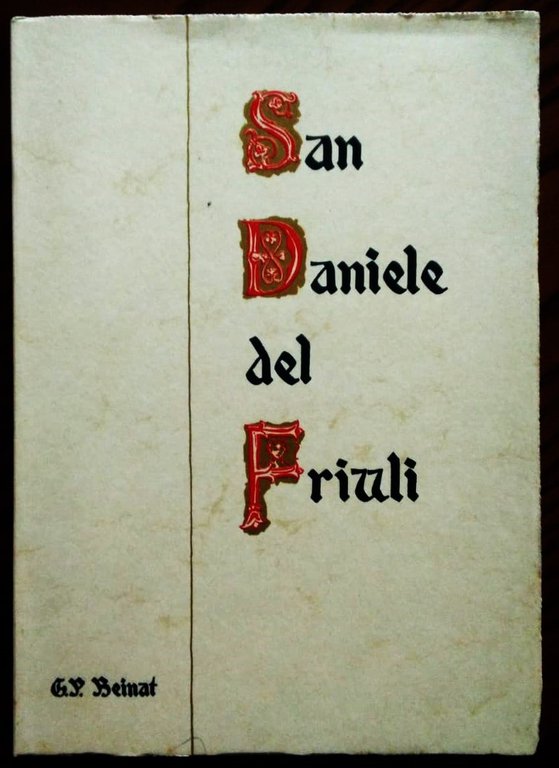 San
Daniele
del
Friuli
G.P. Beinat